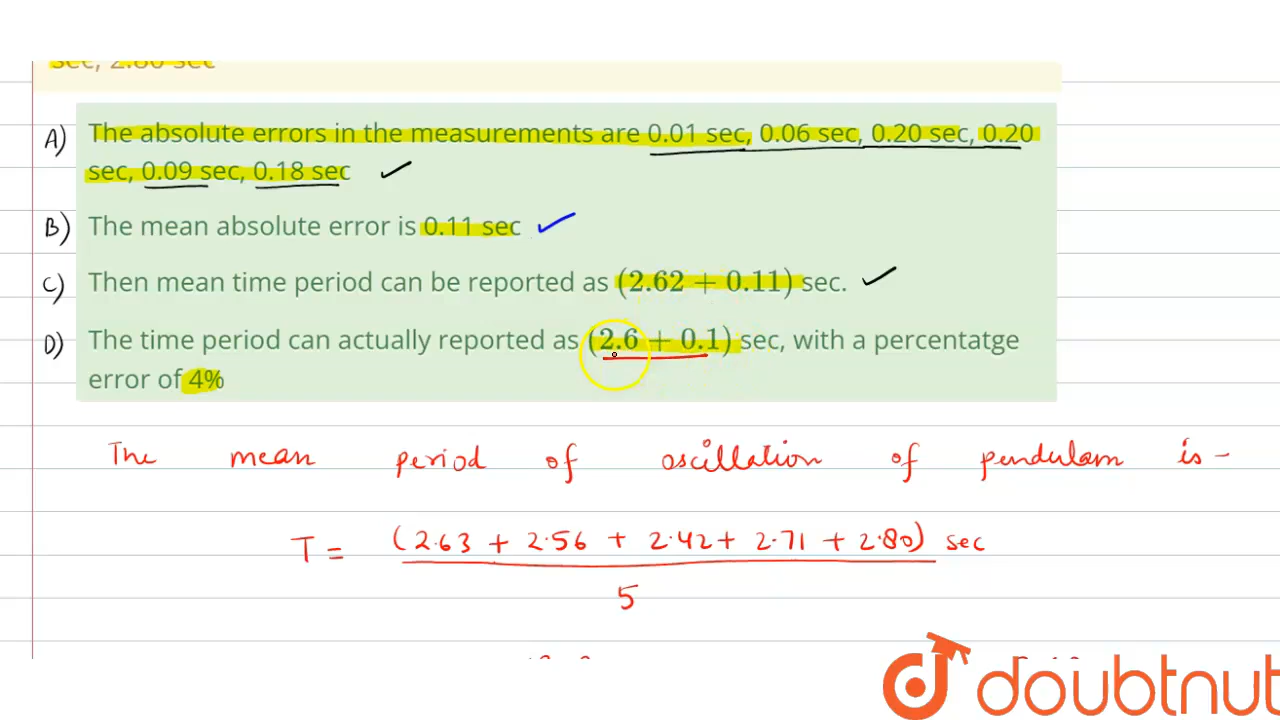 sec, 2.80 sec
A) The absolute errors in the measurements are 0.01 sec, 0.06 sec, 0.20 sec, 0.20
sec, 0.09 sec, 0.18 sec
B) The mean absolute error is 0.11 sec
C) Then mean time period can be reported as (2.62 + 0.11) sec.
D) The time period can actually reported as (2.6 + 0.1) sec, with a percentatge
error of 4%
The mean period of oscillation of pendulam is -
T = (2.63 + 2.56 + 2.42 + 2.71 + 2.80) sec
5
doubtnut